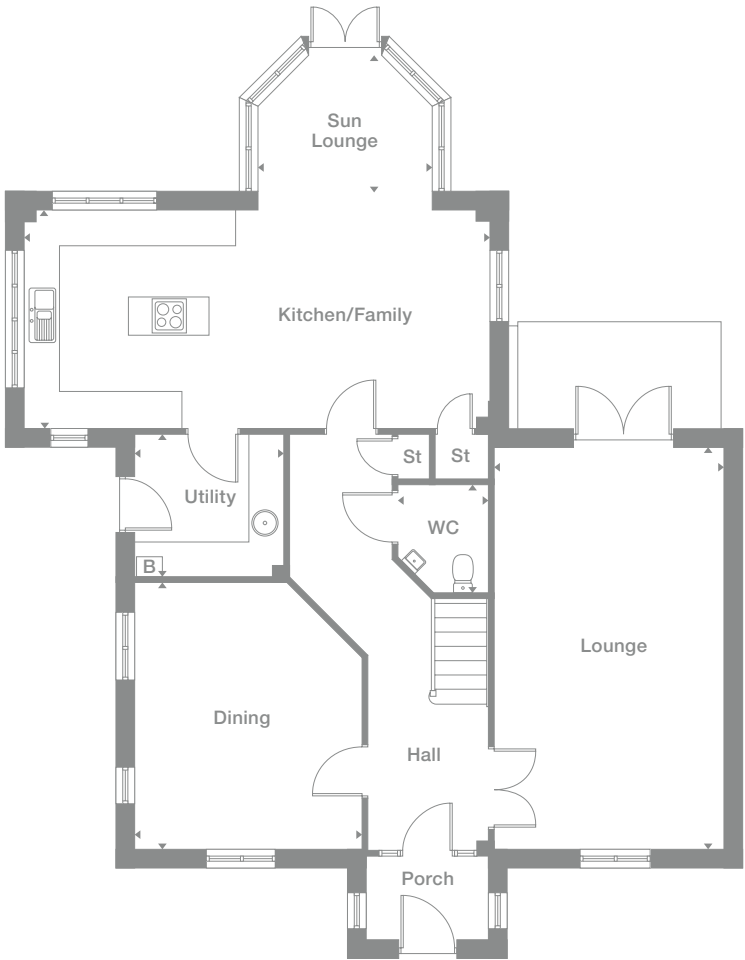 Sun
Lounge
Kitchen/Family
St
St
Utility
WC
B
Lounge
Dining
Hall
Porch